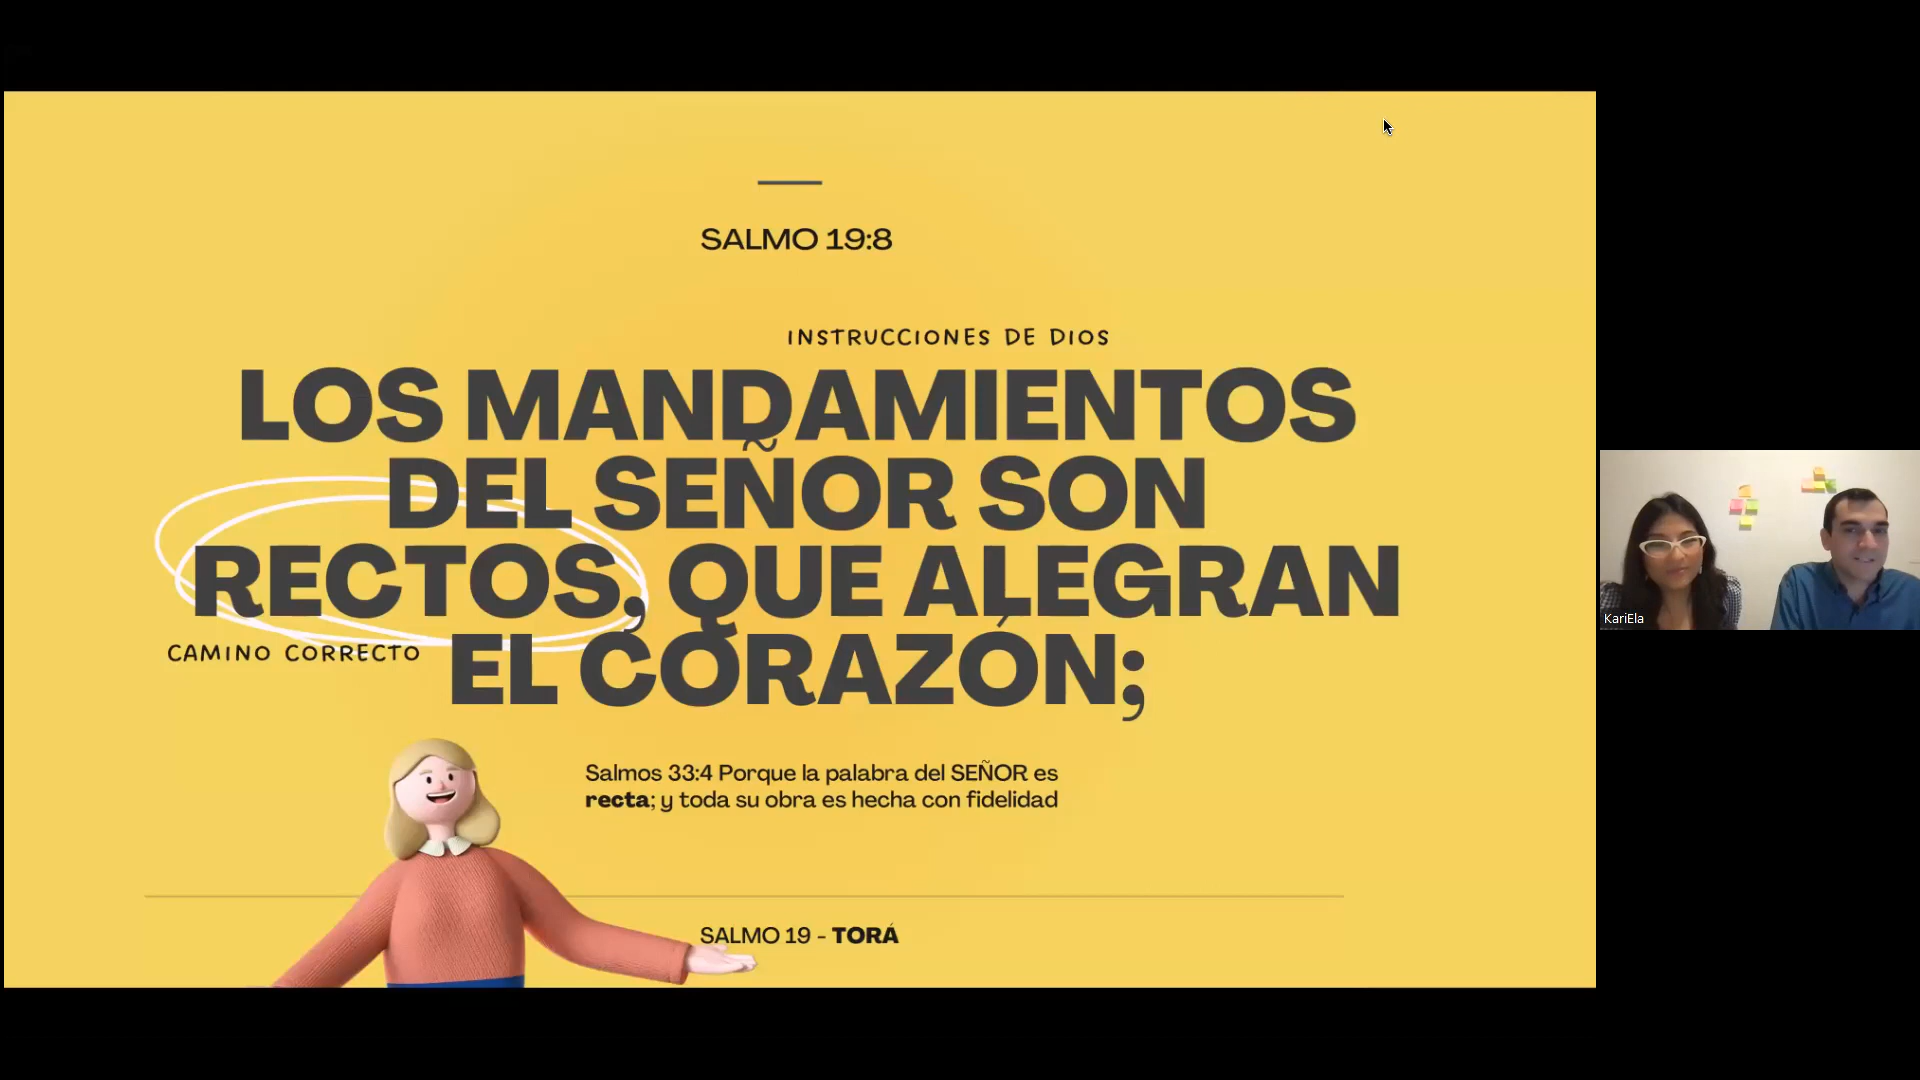 SALMO 19:8
INSTRUCCIONES DE DIOS
LOS MANDAMIENTOS
DEL SEÑOR SON
RECTOS, QUE ALEGRAN
CAMINO CORRECTO
EL CORAZÓN;
Salmos 33:4 Porque la palabra del SEÑOR es
recta; y toda su obra es hecha con fidelidad
SALMO 19 - TORÁ
KariEla